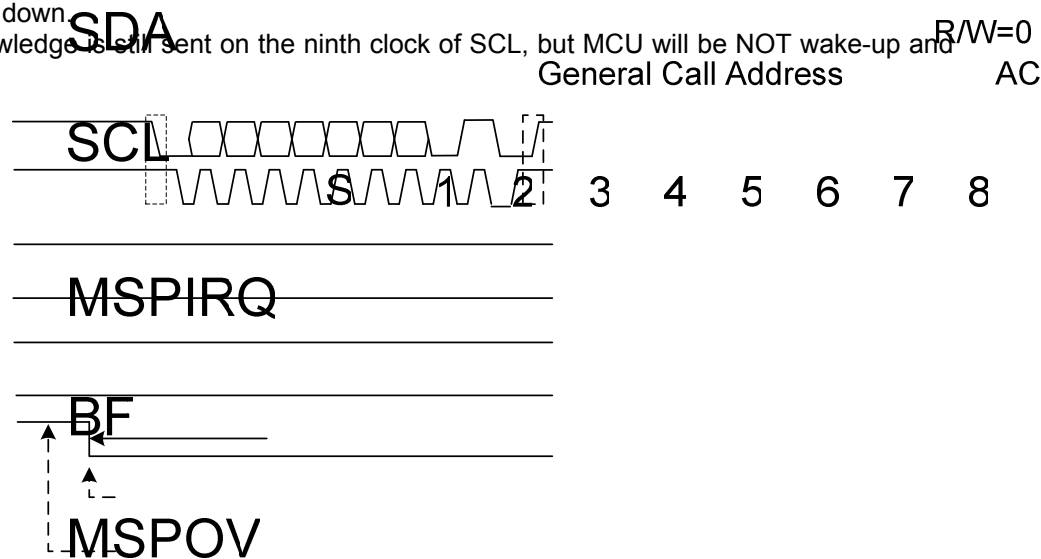 down.
SDA
is still sent on the ninth clock of SCL, but MCU will be NOT wake-up and
R/W=0
General Call Address
AC
SCL
S 1 2 3 4 5 6 7 8
MSPIRQ
BF
MSPOV